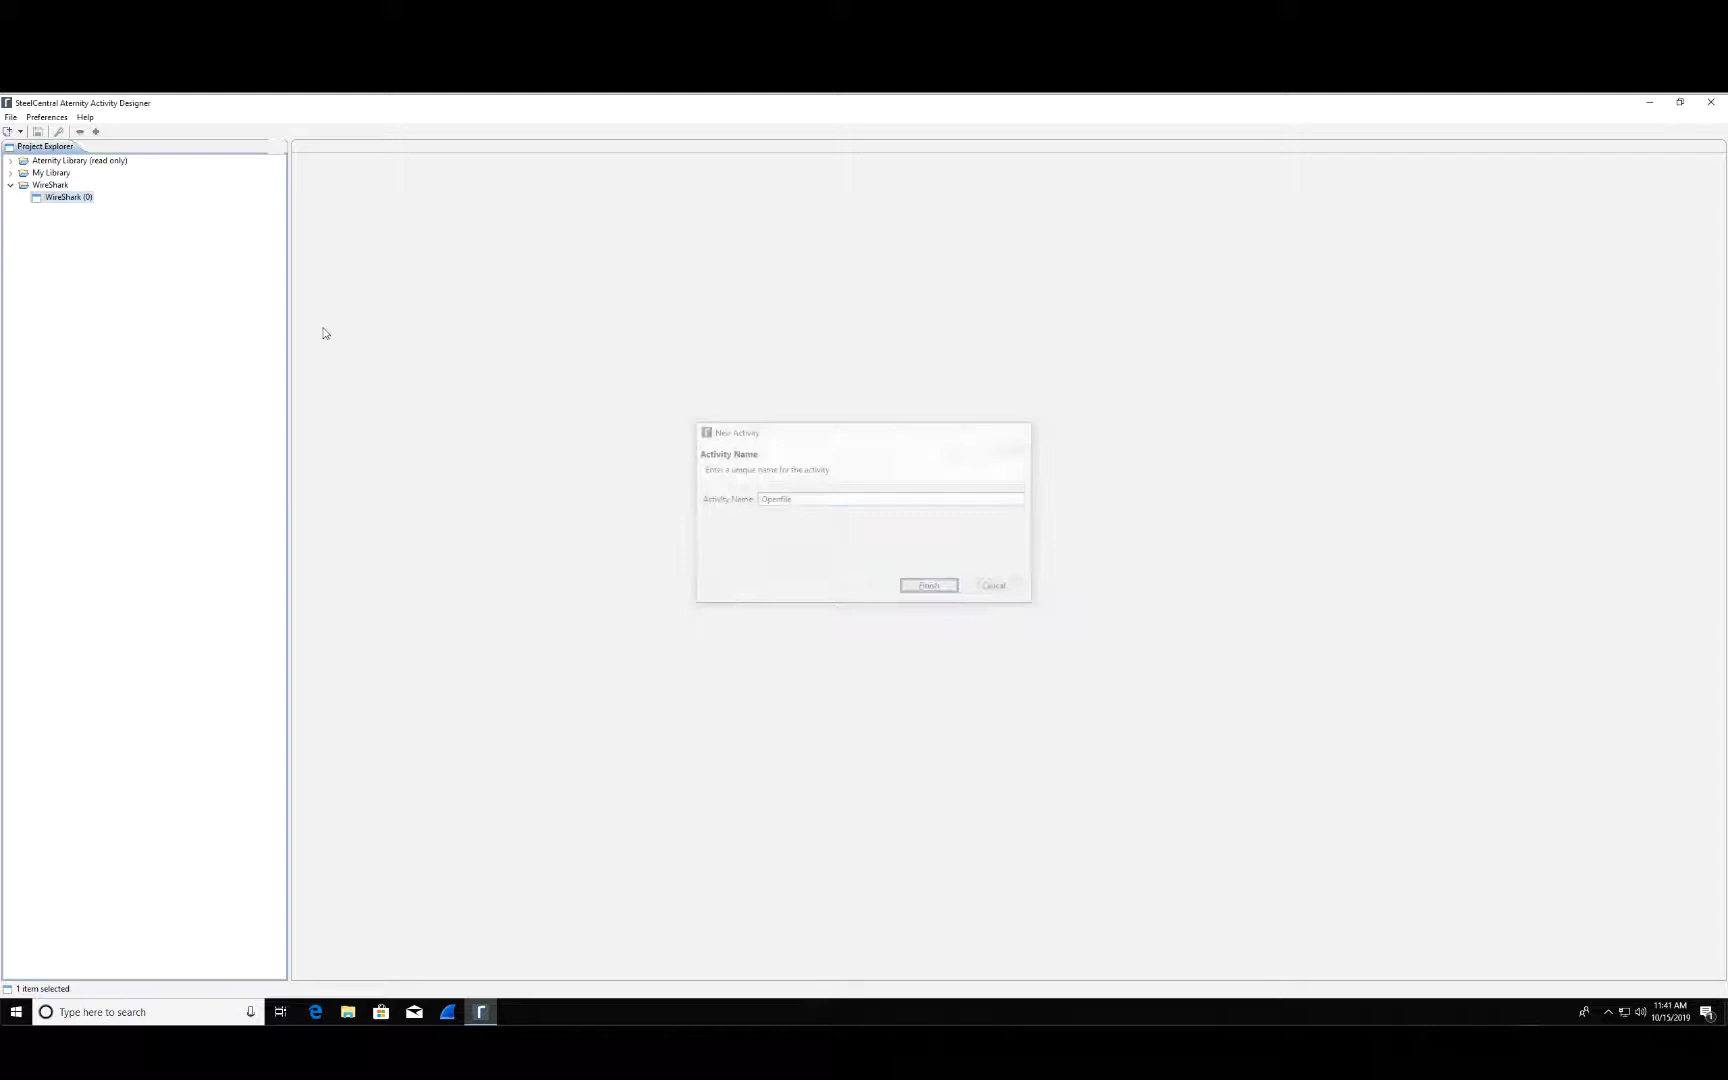 SteelCentral Aternity Activity Designer
File Preferences Help
Project Explorer
Aternity Library (read only)
My Library
WireShark
WireShark (0)
New Activity
Activity Name
Enter a unique name for the activity
Activity Name: Openfile
Finish Cancel
1 item selected
Type here to search
11:41 AM
10/15/2019
1